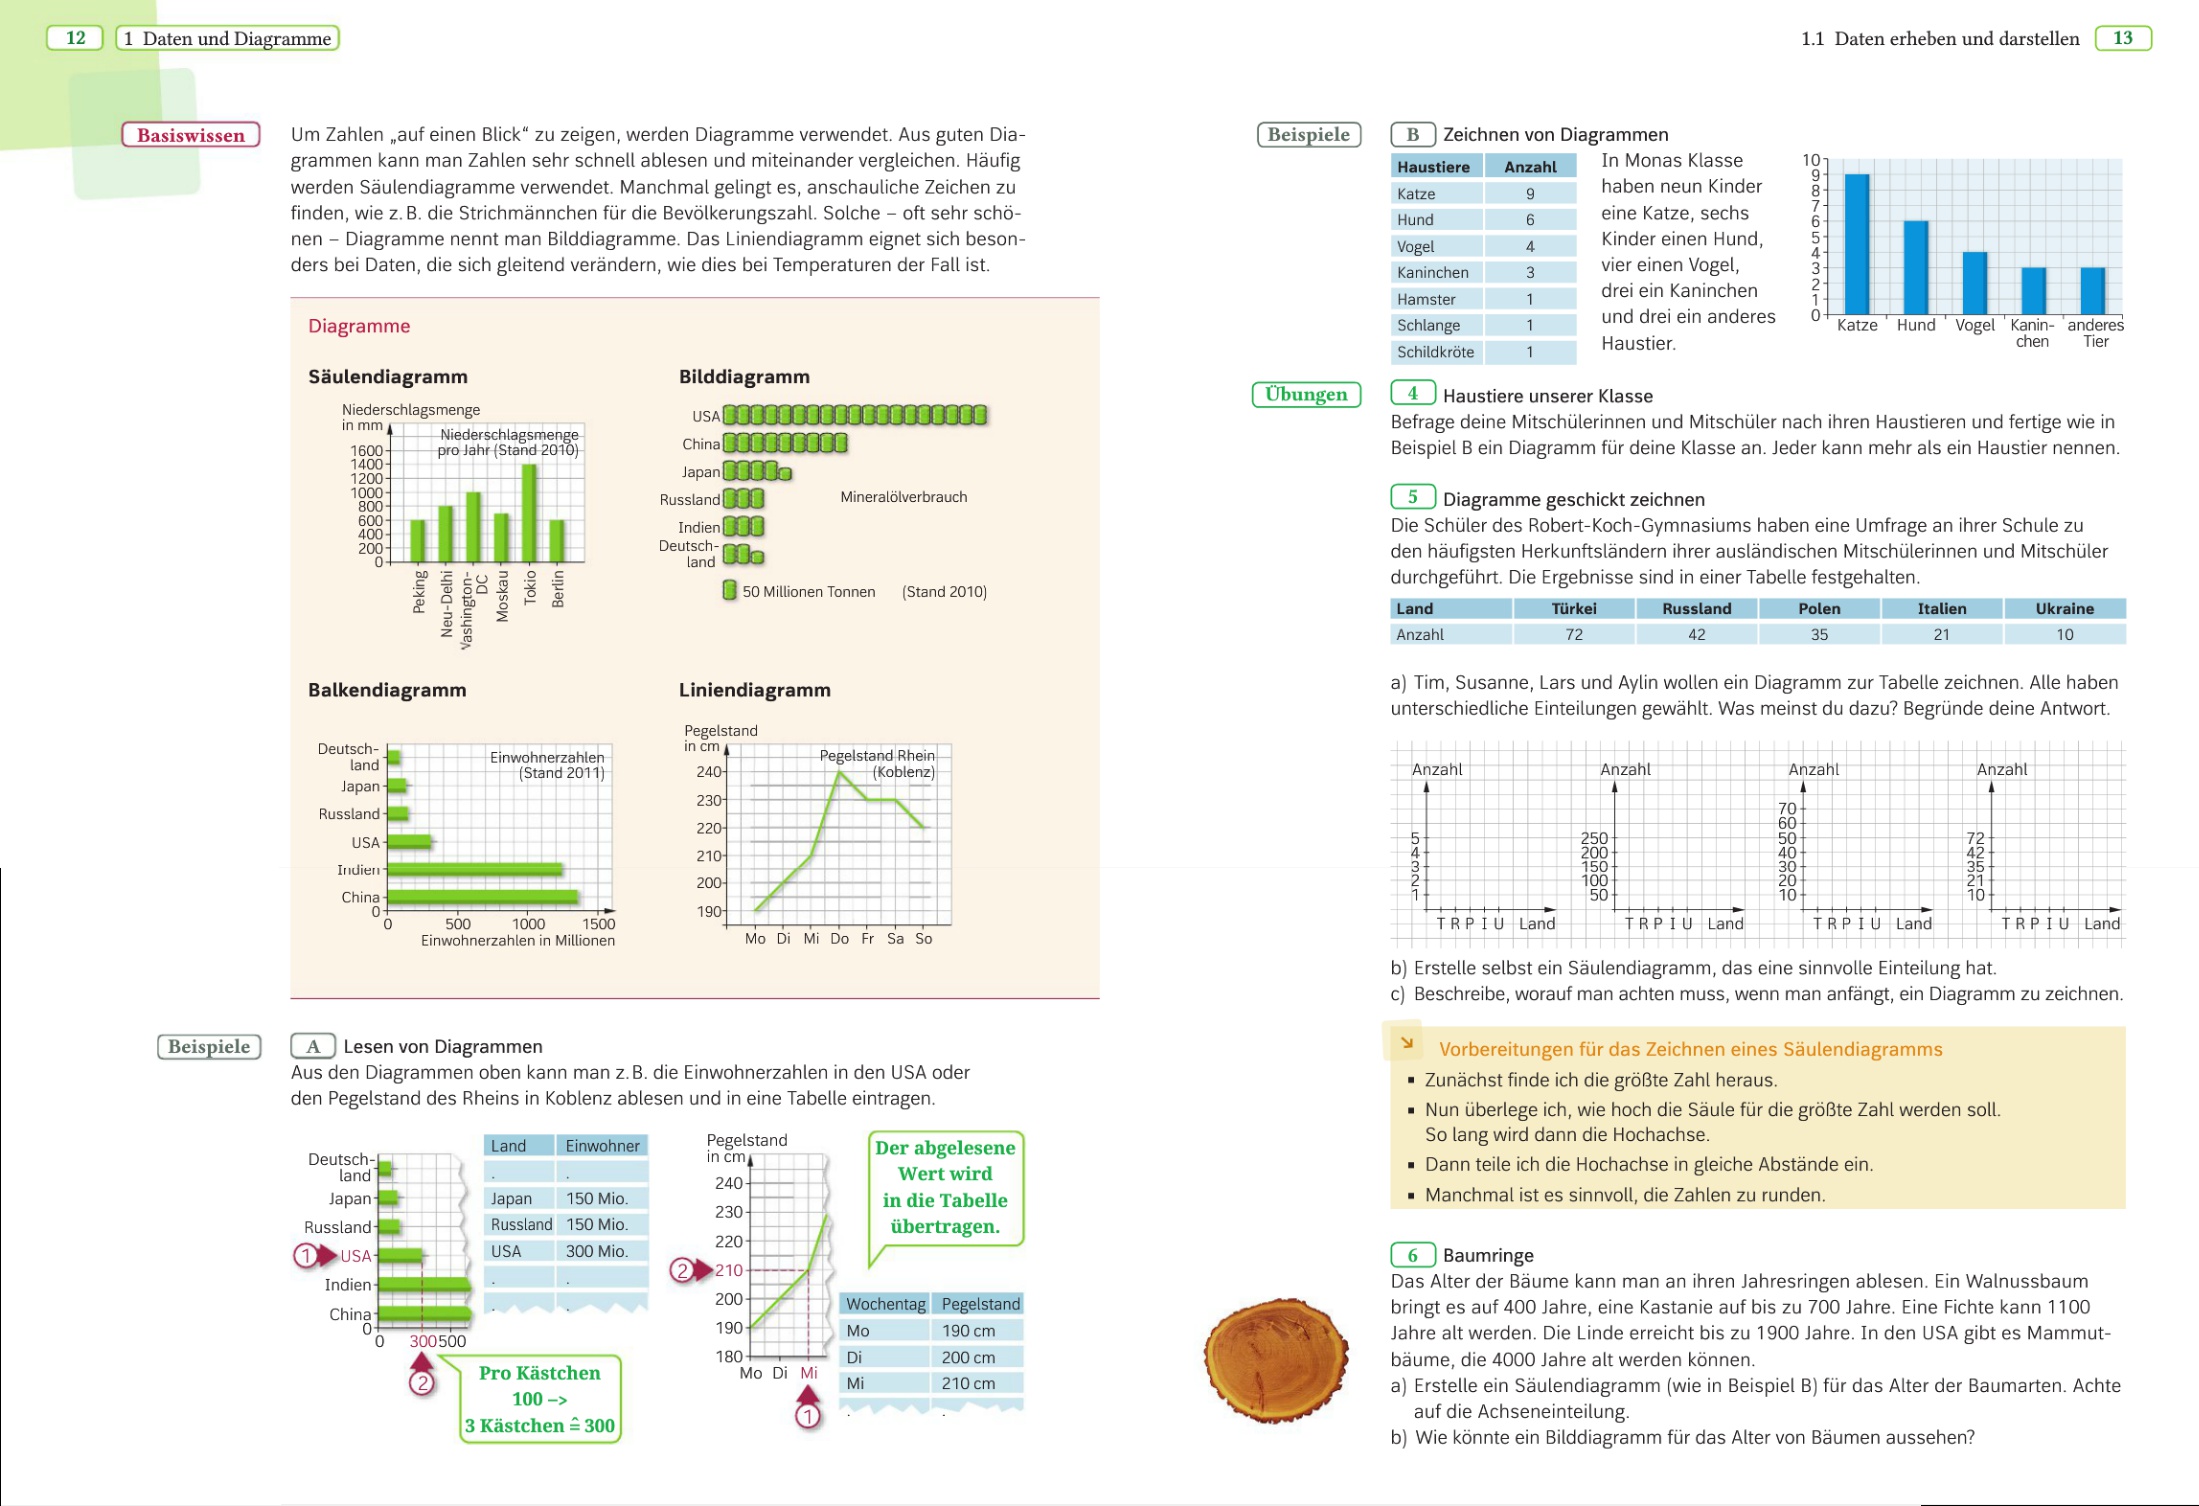 12
1 Daten und Diagramme
Basiswissen
Um Zahlen „auf einen Blick“ zu zeigen, werden Diagramme verwendet. Aus guten Dia-
grammen kann man Zahlen sehr schnell ablesen und miteinander vergleichen. Häufig
werden Säulendiagramme verwendet. Manchmal gelingt es, anschauliche Zeichen zu
finden, wie z. B. die Strichmännchen für die Bevölkerungszahl. Solche – oft sehr schö-
nen – Diagramme nennt man Bilddiagramme. Das Liniendiagramm eignet sich beson-
ders bei Daten, die sich gleitend verändern, wie dies bei Temperaturen der Fall ist.
Diagramme
Säulendiagramm
Niederschlagsmenge
in mm
Niederschlagsmenge
pro Jahr (Stand 2010)
1600
1400
1200
1000
800
600
400
200
0
Peking
Neu-Delhi
Washington-
DC
Moskau
Tokio
Berlin
Bilddiagramm
USA
China
Japan
Russland
Mineralölverbrauch
Indien
Deutsch-
land
50 Millionen Tonnen (Stand 2010)
Balkendiagramm
Deutsch-
land
Einwohnerzahlen
(Stand 2011)
Japan
Russland
USA
Indien
China
0
0 500 1000 1500
Einwohnerzahlen in Millionen
Liniendiagramm
Pegelstand
in cm
Pegelstand Rhein
(Koblenz)
240
230
220
210
200
190
Mo Di Mi Do Fr Sa So
Beispiele
A Lesen von Diagrammen
Aus den Diagrammen oben kann man z. B. die Einwohnerzahlen in den USA oder
den Pegelstand des Rheins in Koblenz ablesen und in eine Tabelle eintragen.
Deutsch-
land
Japan
Russland
1 USA
Indien
China
0
0 300 500
2
Pro Kästchen
100 –>
3 Kästchen ≙ 300
Land Einwohner
. .
Japan 150 Mio.
Russland 150 Mio.
USA 300 Mio.
. .
.
Pegelstand
in cm
240
230
220
2 210
200
190
180
Mo Di Mi
1
Der abgelesene
Wert wird
in die Tabelle
übertragen.
Wochentag Pegelstand
Mo 190 cm
Di 200 cm
Mi 210 cm
. .
1.1 Daten erheben und darstellen
13
Beispiele
B Zeichnen von Diagrammen
Haustiere Anzahl
Katze 9
Hund 6
Vogel 4
Kaninchen 3
Hamster 1
Schlange 1
Schildkröte 1
In Monas Klasse
haben neun Kinder
eine Katze, sechs
Kinder einen Hund,
vier einen Vogel,
drei ein Kaninchen
und drei ein anderes
Haustier.
10
9
8
7
6
5
4
3
2
1
0
Katze Hund Vogel Kanin- anderes
chen Tier
Übungen
4 Haustiere unserer Klasse
Befrage deine Mitschülerinnen und Mitschüler nach ihren Haustieren und fertige wie in
Beispiel B ein Diagramm für deine Klasse an. Jeder kann mehr als ein Haustier nennen.
5 Diagramme geschickt zeichnen
Die Schüler des Robert-Koch-Gymnasiums haben eine Umfrage an ihrer Schule zu
den häufigsten Herkunftsländern ihrer ausländischen Mitschülerinnen und Mitschüler
durchgeführt. Die Ergebnisse sind in einer Tabelle festgehalten.
Land Türkei Russland Polen Italien Ukraine
Anzahl 72 42 35 21 10
a) Tim, Susanne, Lars und Aylin wollen ein Diagramm zur Tabelle zeichnen. Alle haben
unterschiedliche Einteilungen gewählt. Was meinst du dazu? Begründe deine Antwort.
Anzahl
5
4
3
2
1
T R P I U Land
Anzahl
250
200
150
100
50
T R P I U Land
Anzahl
70
60
50
40
30
20
10
T R P I U Land
Anzahl
72
42
35
21
10
T R P I U Land
b) Erstelle selbst ein Säulendiagramm, das eine sinnvolle Einteilung hat.
c) Beschreibe, worauf man achten muss, wenn man anfängt, ein Diagramm zu zeichnen.
Vorbereitungen für das Zeichnen eines Säulendiagramms
▪ Zunächst finde ich die größte Zahl heraus.
▪ Nun überlege ich, wie hoch die Säule für die größte Zahl werden soll.
So lang wird dann die Hochachse.
▪ Dann teile ich die Hochachse in gleiche Abstände ein.
▪ Manchmal ist es sinnvoll, die Zahlen zu runden.
6 Baumringe
Das Alter der Bäume kann man an ihren Jahresringen ablesen. Ein Walnussbaum
bringt es auf 400 Jahre, eine Kastanie auf bis zu 700 Jahre. Eine Fichte kann 1100
Jahre alt werden. Die Linde erreicht bis zu 1900 Jahre. In den USA gibt es Mammut-
bäume, die 4000 Jahre alt werden können.
a) Erstelle ein Säulendiagramm (wie in Beispiel B) für das Alter der Baumarten. Achte
auf die Achseneinteilung.
b) Wie könnte ein Bilddiagramm für das Alter von Bäumen aussehen?